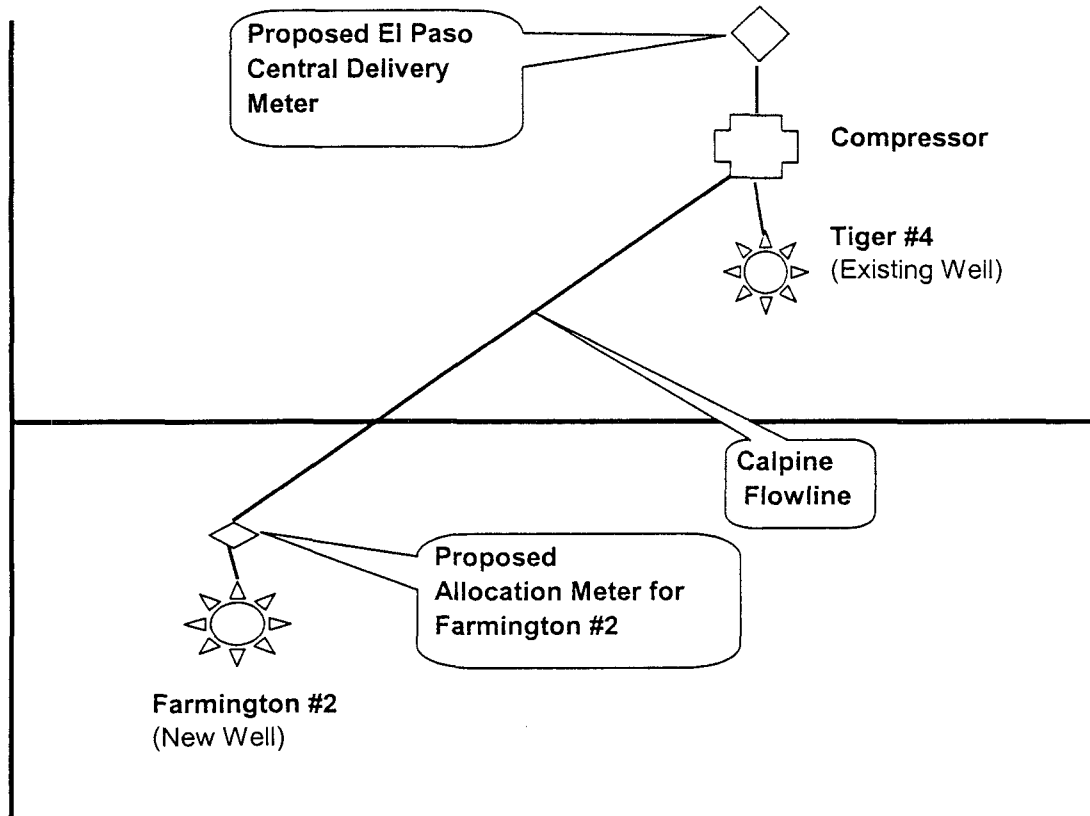 Proposed El Paso
Central Delivery
Meter
Compressor
Tiger #4
(Existing Well)
Calpine
Flowline
Proposed
Allocation Meter for
Farmington #2
Farmington #2
(New Well)